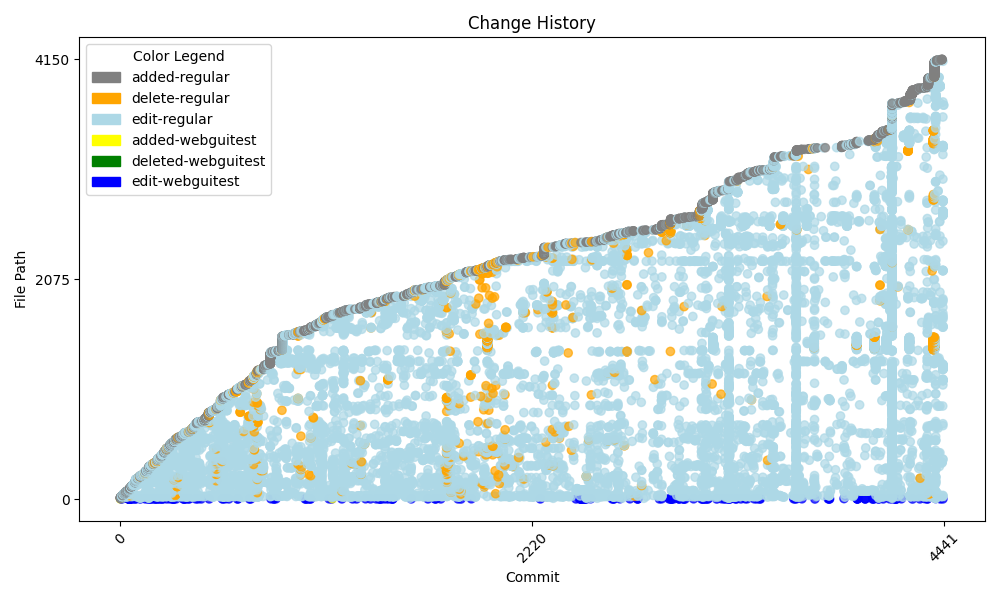 Change History
Color Legend
added-regular
delete-regular
edit-regular
added-webguitest
deleted-webguitest
edit-webguitest
4150
2075
0
File Path
0
2220
4441
Commit